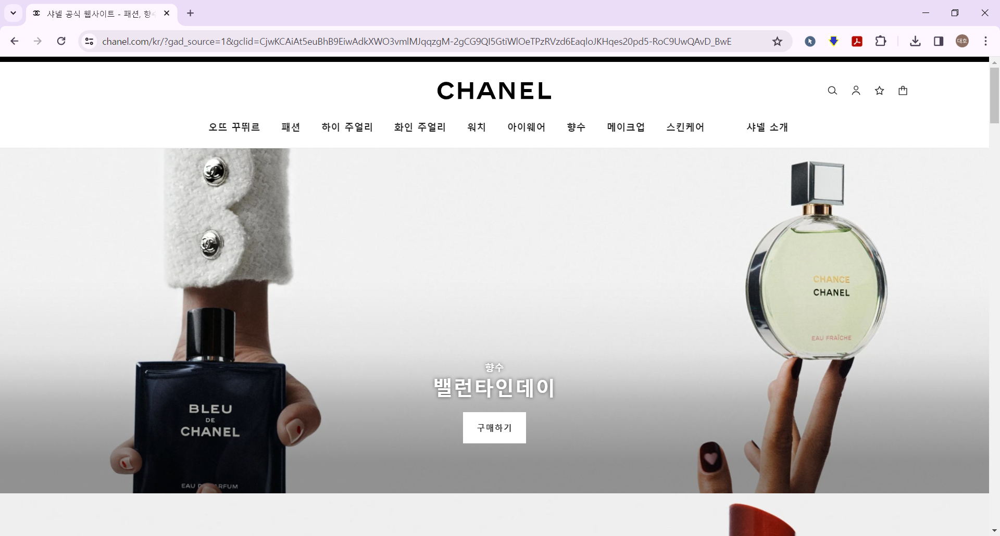 샤넬 공식 웹사이트 - 패션, 향수
chanel.com/kr/?gad_source=1&gclid=CjwKCAiAt5euBhB9EiwAdkXWO3vmlMJqqzgM-2gCG9QI5GtiWlOeTPzRVzd6EaqloJKHqes20pd5-RoC9UwQAvD_BwE
대호
CHANEL
오뜨 꾸뛰르 패션 하이 주얼리 화인 주얼리 워치 아이웨어 향수 메이크업 스킨케어 샤넬 소개
CHANCE
CHANEL
EAU FRAÎCHE
향수
밸런타인데이
구매하기
BLEU
DE
CHANEL
EAU D ARFUM